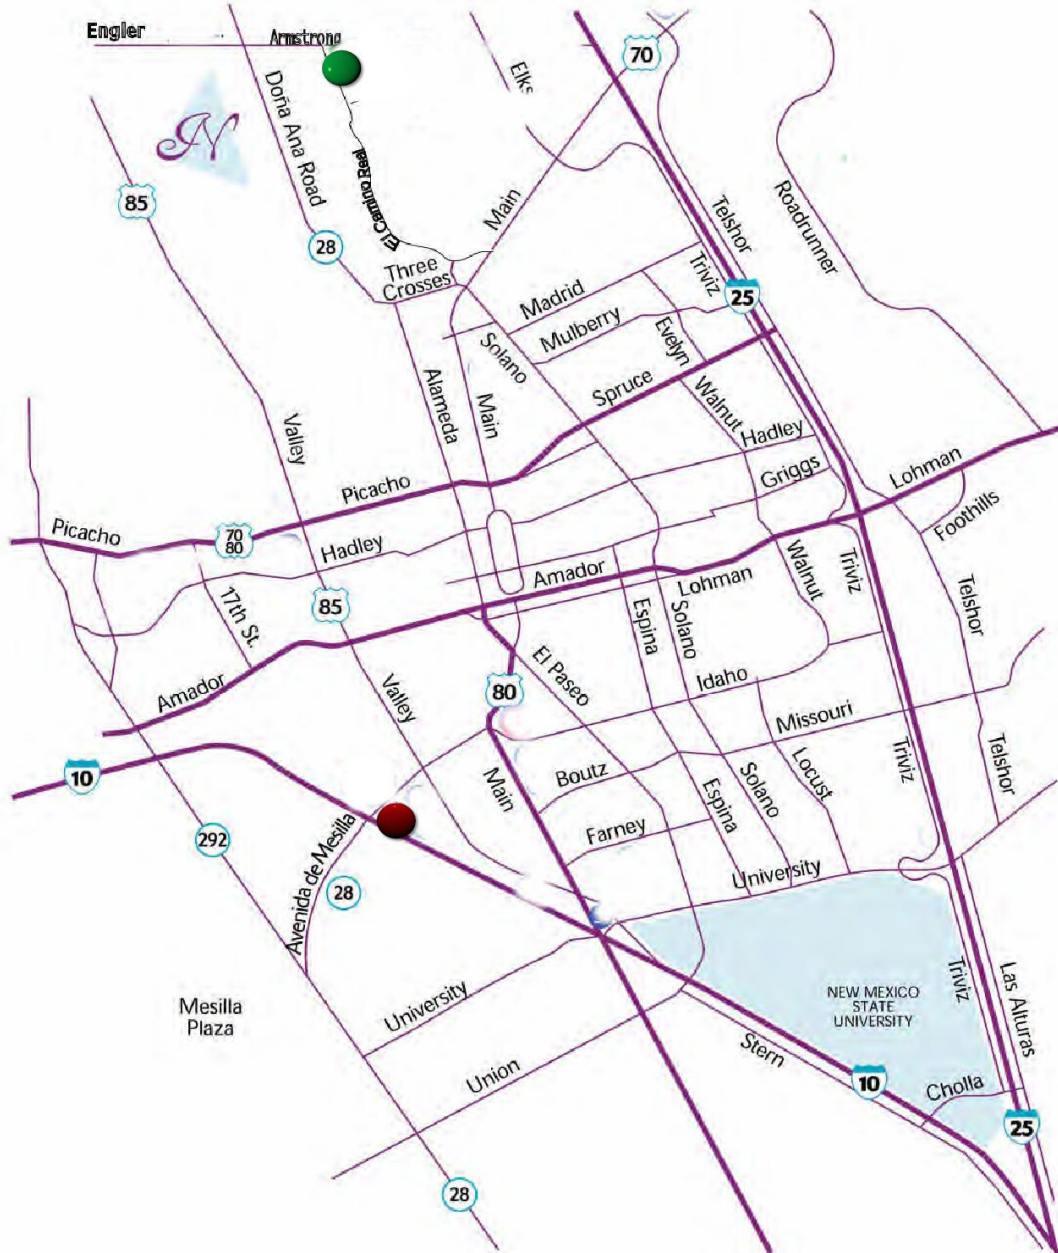 Engler
Armstrong
70
Elks
Doña Ana Road
N
85
El Camino Real
Main
Telshor
Roadrunner
28
Three
Crosses
Triviz
25
Madrid
Mulberry
Evelyn
Solano
Alameda
Main
Spruce
Walnut
Valley
Hadley
Picacho
Griggs
Lohman
Picacho
70
80
Hadley
Foothills
Amador
Lohman
Walnut
Triviz
17th St.
85
Espina
Solano
Telshor
El Paseo
Amador
Valley
80
Idaho
Missouri
10
Main
Boutz
Espina
Solano
Locust
Triviz
Telshor
292
Avenida de Mesilla
Farney
28
University
Mesilla
Plaza
University
NEW MEXICO
STATE
UNIVERSITY
Triviz
Las Alturas
Union
Stern
10
Cholla
25
28